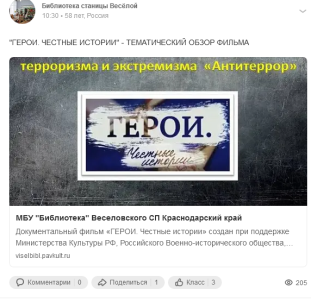 Библиотека станицы Весёлой
10:30 • 58 лет, Россия
"ГЕРОИ. ЧЕСТНЫЕ ИСТОРИИ" - ТЕМАТИЧЕСКИЙ ОБЗОР ФИЛЬМА
терроризма и экстремизма «Антитеррор»
ГЕРОИ.
Честные
истории
МБУ "Библиотека" Веселовского СП Краснодарский край
Документальный фильм «ГЕРОИ. Честные истории» создан при поддержке
Министерства Культуры РФ, Российского Военно-исторического общества,...
viselbibl.pavkult.ru
Комментарии 0 Поделиться 1 Класс 3 205